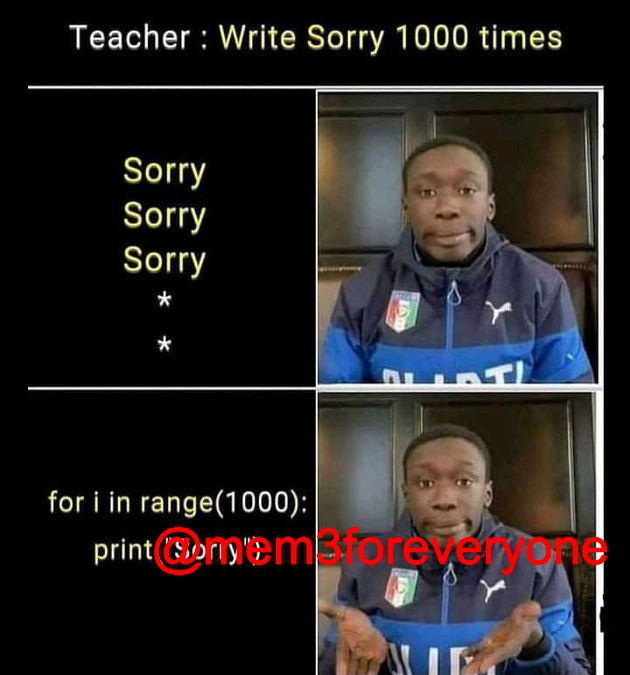 Teacher : Write Sorry 1000 times
Sorry
Sorry
Sorry
*
*
for i in range(1000):
print("Sorry")
@mem3foreveryone